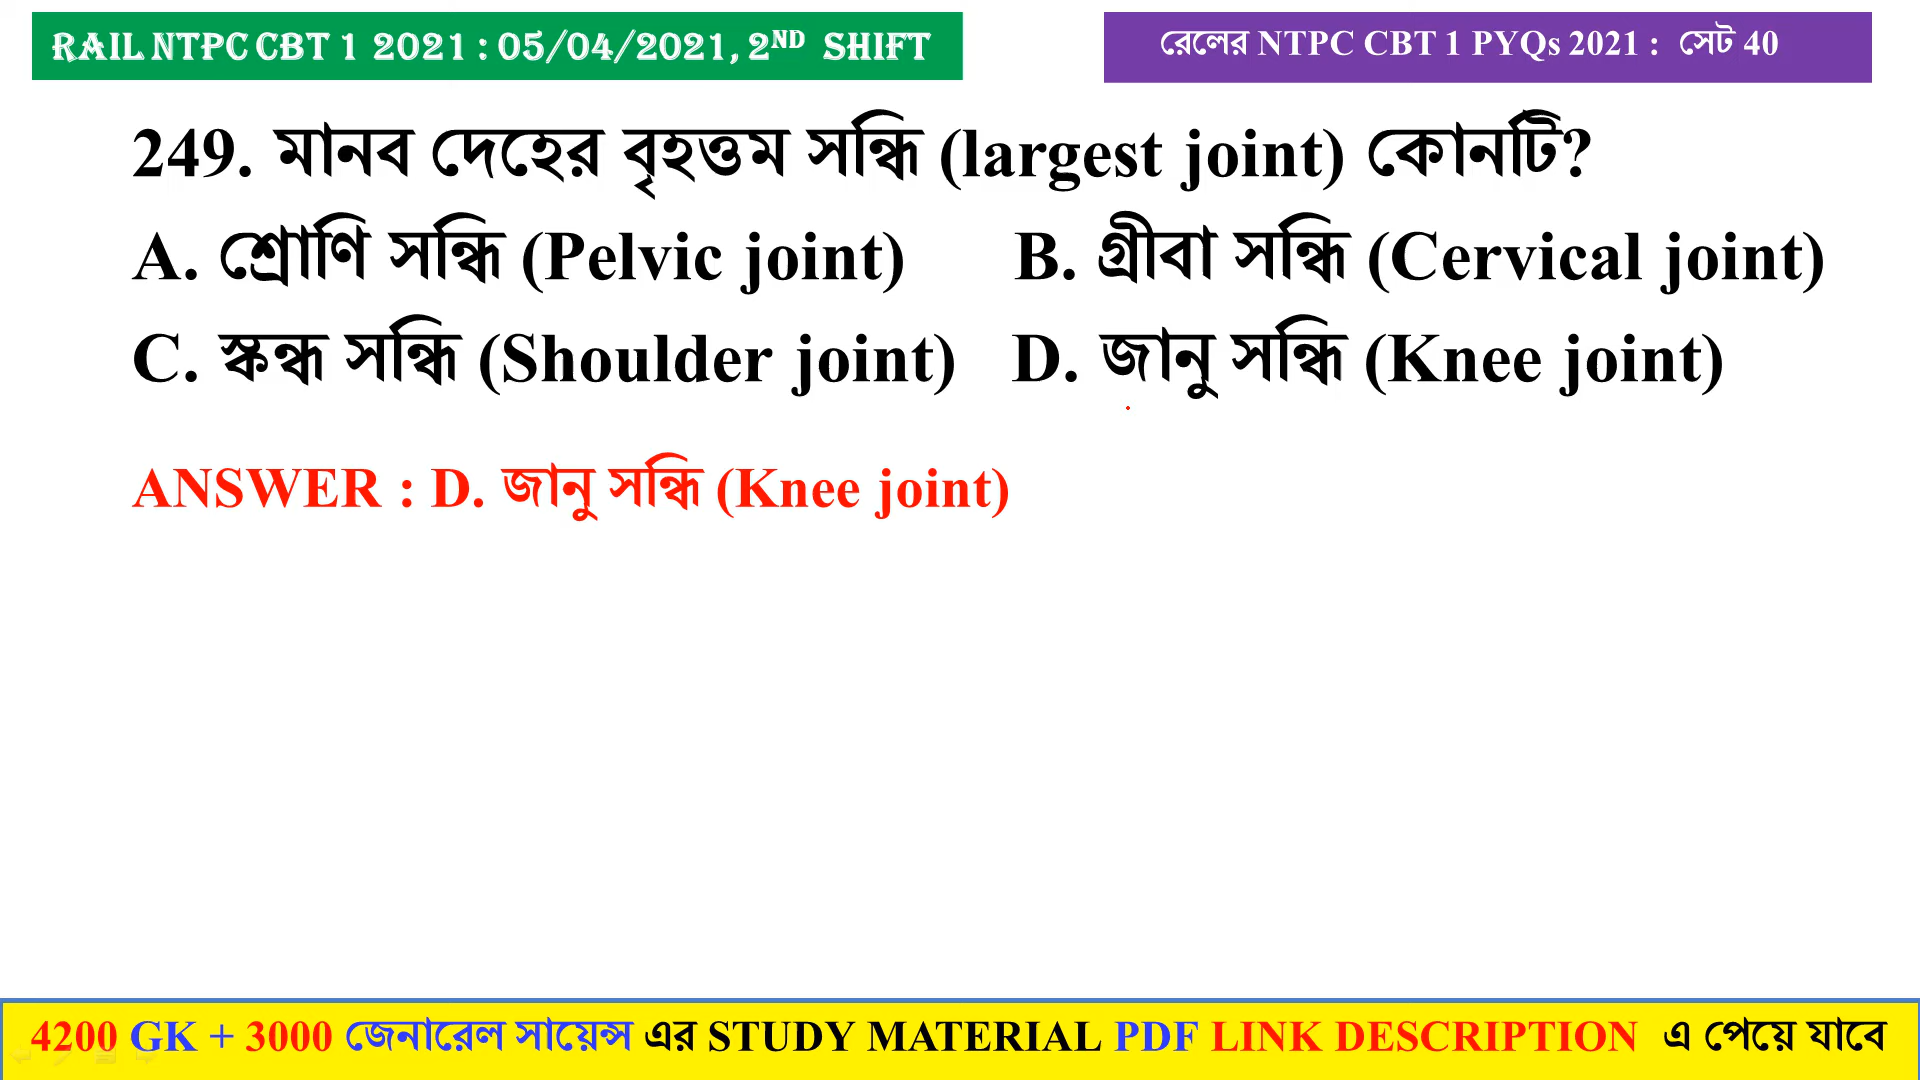 RAIL NTPC CBT 1 2021 : 05/04/2021, 2ND SHIFT
রেলের NTPC CBT 1 PYQs 2021 : সেট 40
249. মানব দেহের বৃহত্তম সন্ধি (largest joint) কোনটি?
A. শ্রোণি সন্ধি (Pelvic joint) B. গ্রীবা সন্ধি (Cervical joint)
C. স্কন্ধ সন্ধি (Shoulder joint) D. জানু সন্ধি (Knee joint)
ANSWER : D. জানু সন্ধি (Knee joint)
4200 GK + 3000 জেনারেল সায়েন্স এর STUDY MATERIAL PDF LINK DESCRIPTION এ পেয়ে যাবে